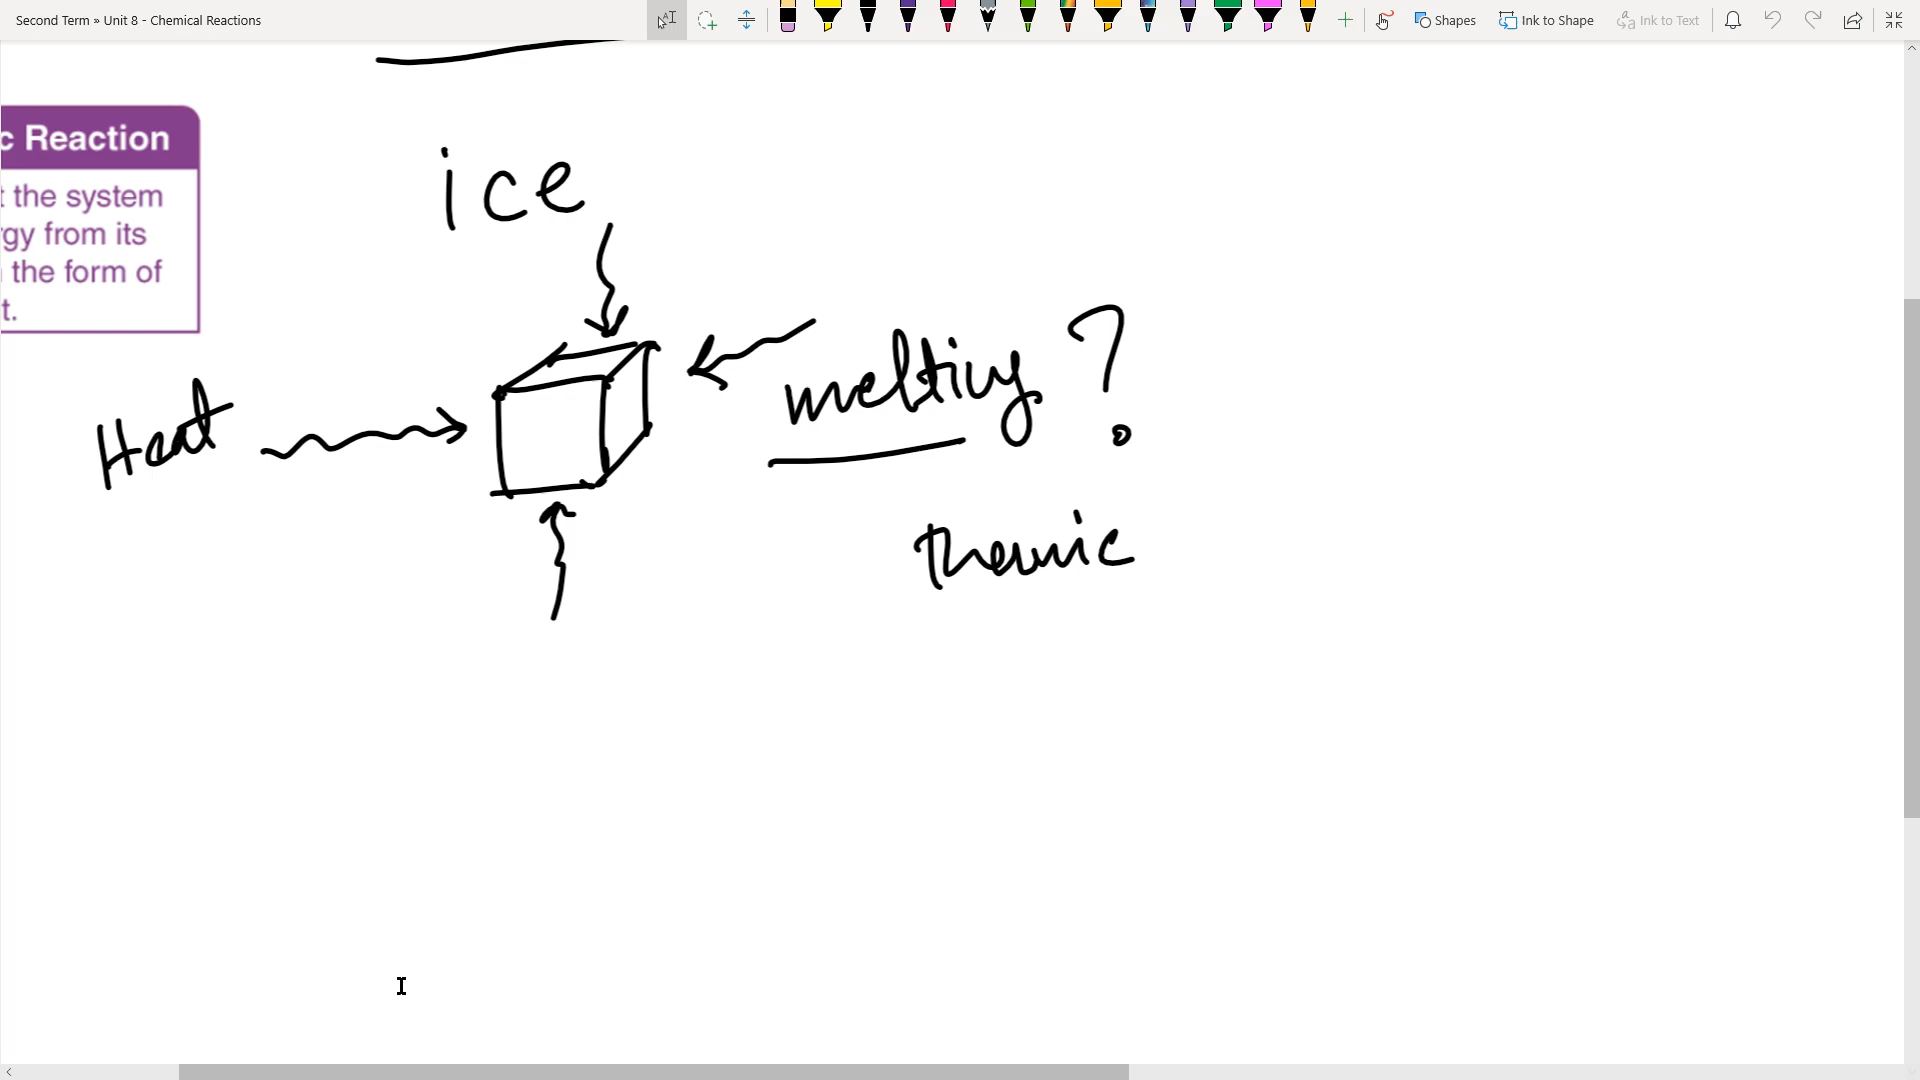 Second Term » Unit 8 - Chemical Reactions
Shapes
Ink to Shape
Ink to Text
c Reaction
t the system
gy from its
the form of
t.
ice
Heat
melting ?
thermic